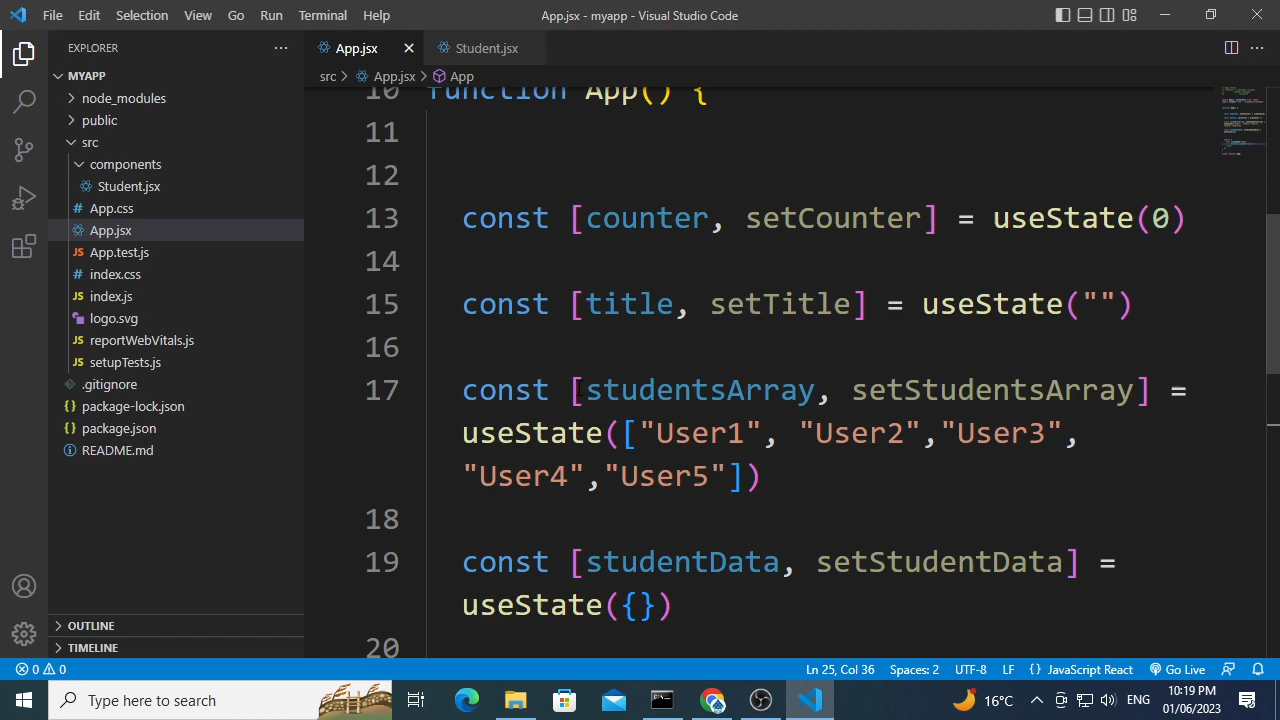 File Edit Selection View Go Run Terminal Help
App.jsx - myapp - Visual Studio Code
EXPLORER
MYAPP
node_modules
public
src
components
Student.jsx
App.css
App.jsx
App.test.js
index.css
index.js
logo.svg
reportWebVitals.js
setupTests.js
.gitignore
package-lock.json
package.json
README.md
OUTLINE
TIMELINE
App.jsx
Student.jsx
src > App.jsx > App
10 function App() {
11
12
13 const [counter, setCounter] = useState(0)
14
15 const [title, setTitle] = useState("")
16
17 const [studentsArray, setStudentsArray] =
useState(["User1", "User2","User3",
"User4","User5"])
18
19 const [studentData, setStudentData] =
useState({})
20
0 0
Ln 25, Col 36 Spaces: 2 UTF-8 LF {} JavaScript React Go Live
Type here to search
16°C
ENG
10:19 PM
01/06/2023